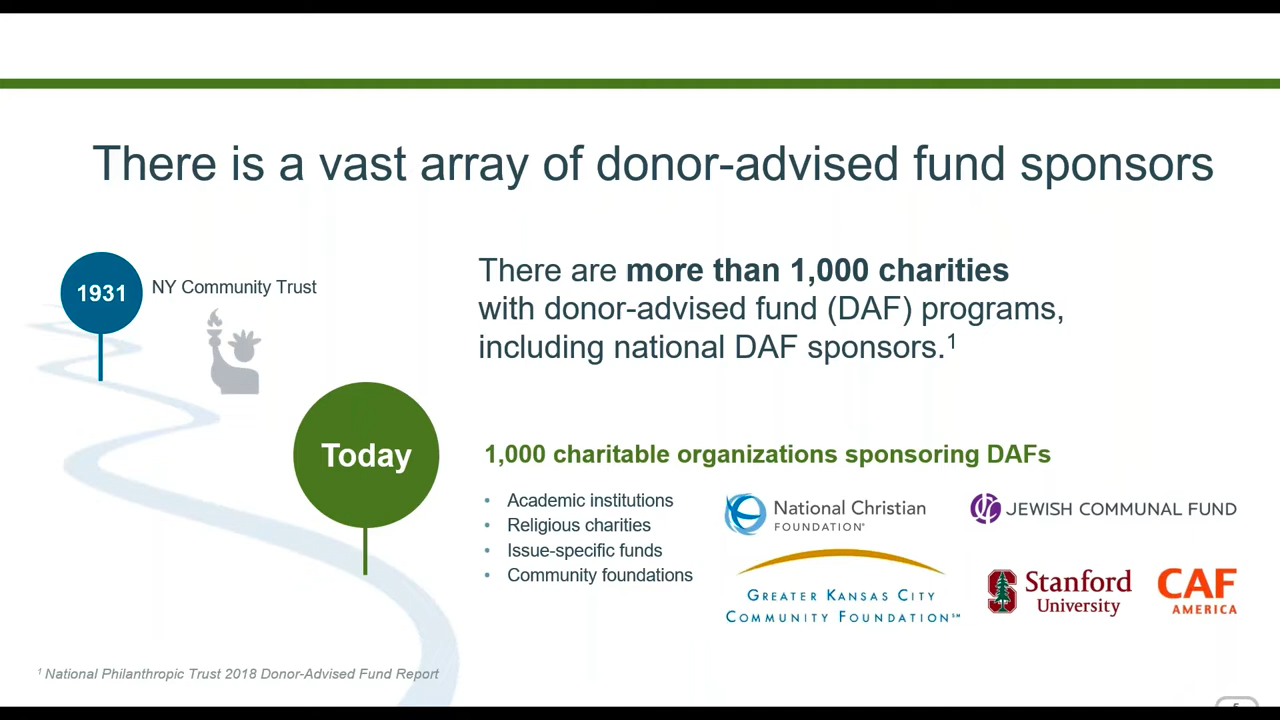 There is a vast array of donor-advised fund sponsors
1931
NY Community Trust
There are more than 1,000 charities
with donor-advised fund (DAF) programs,
including national DAF sponsors.1
Today
1,000 charitable organizations sponsoring DAFs
• Academic institutions
• Religious charities
• Issue-specific funds
• Community foundations
National Christian
FOUNDATION®
JEWISH COMMUNAL FUND
GREATER KANSAS CITY
COMMUNITY FOUNDATION℠
Stanford
University
CAF
AMERICA
1 National Philanthropic Trust 2018 Donor-Advised Fund Report